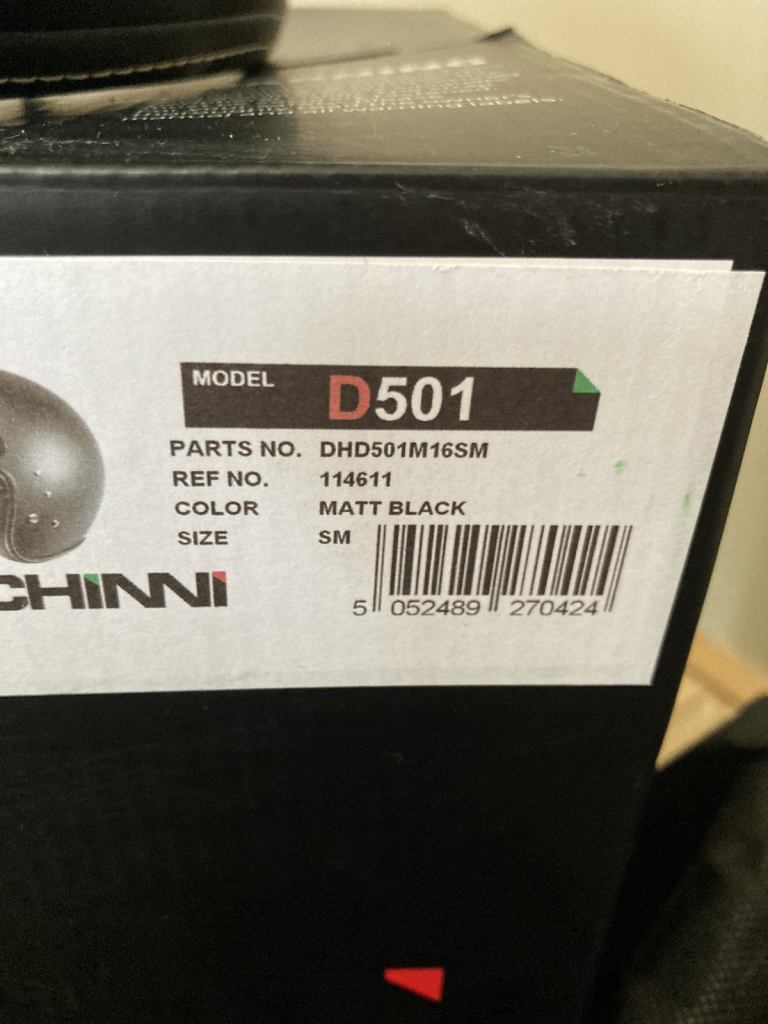 MODEL D501
PARTS NO. DHD501M16SM
REF NO. 114611
COLOR MATT BLACK
SIZE SM
CHINNI
5 052489 270424